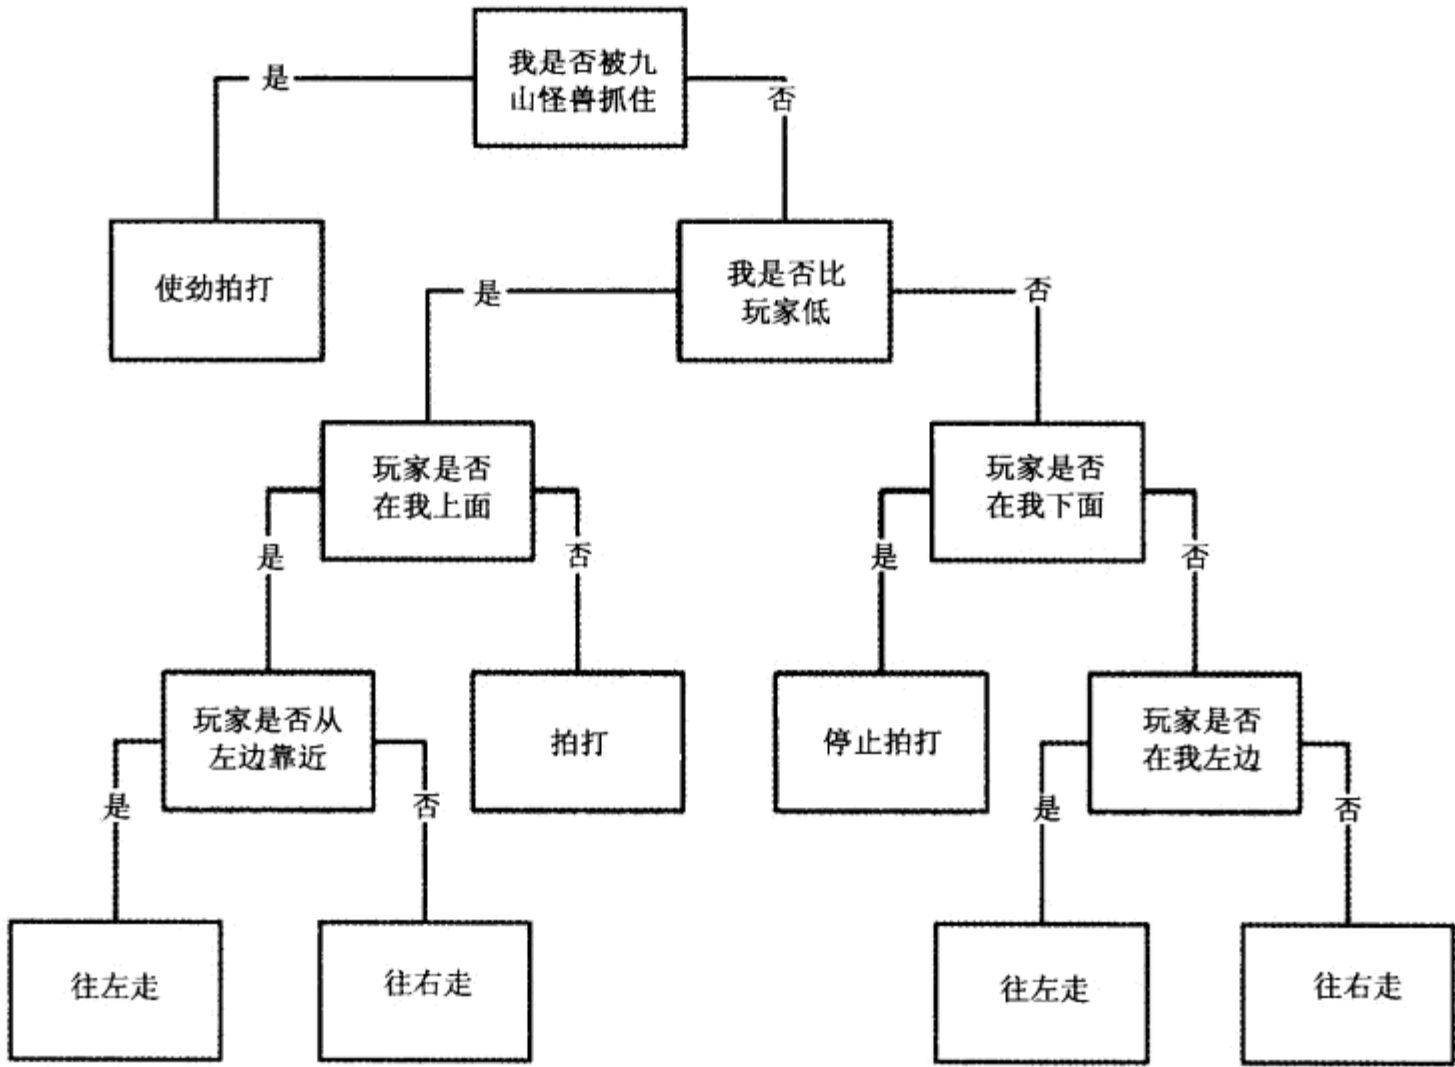 我是否被九
山怪兽抓住
是
否
使劲拍打
我是否比
玩家低
是
否
玩家是否
在我上面
玩家是否
在我下面
是
否
是
否
玩家是否从
左边靠近
拍打
停止拍打
玩家是否
在我左边
是
否
是
否
往左走
往右走
往左走
往右走